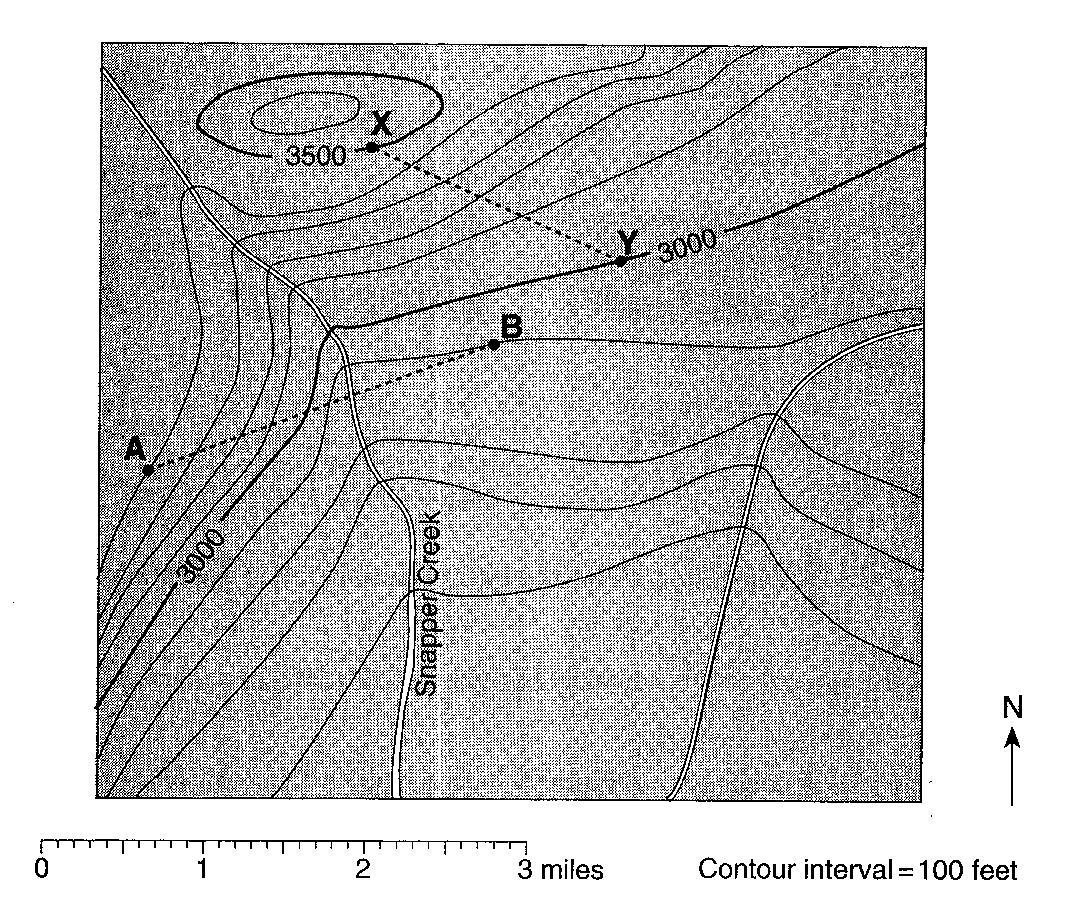 X
3500
Y
3000
B
A
3000
Snapper Creek
N
0 1 2 3 miles
Contour interval = 100 feet